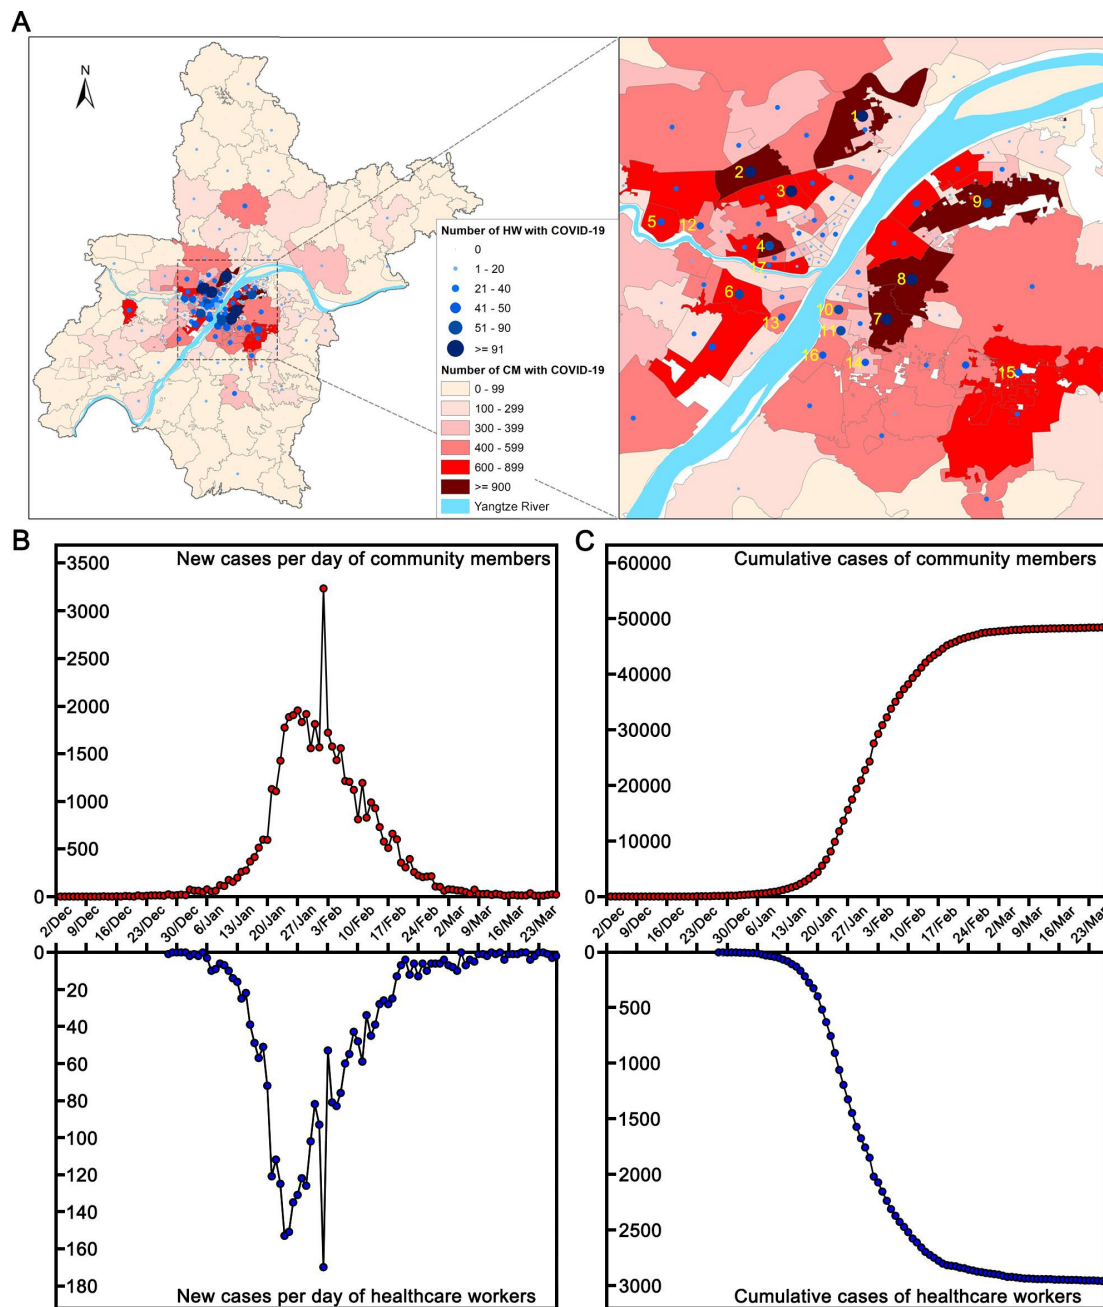 A
N
Number of HW with COVID-19
0
1 - 20
21 - 40
41 - 50
51 - 90
>= 91
Number of CM with COVID-19
0 - 99
100 - 299
300 - 399
400 - 599
600 - 899
>= 900
Yangtze River
1
2
3
9
5
12
4
17
8
6
10
7
13
11
16
15
B
New cases per day of community members
3500
3000
2500
2000
1500
1000
500
0
2/Dec
9/Dec
16/Dec
23/Dec
30/Dec
6/Jan
13/Jan
20/Jan
27/Jan
3/Feb
10/Feb
17/Feb
24/Feb
2/Mar
9/Mar
16/Mar
23/Mar
0
20
40
60
80
100
120
140
160
180
New cases per day of healthcare workers
C
Cumulative cases of community members
60000
50000
40000
30000
20000
10000
0
2/Dec
9/Dec
16/Dec
23/Dec
30/Dec
6/Jan
13/Jan
20/Jan
27/Jan
3/Feb
10/Feb
17/Feb
24/Feb
2/Mar
9/Mar
16/Mar
23/Mar
0
500
1000
1500
2000
2500
3000
Cumulative cases of healthcare workers